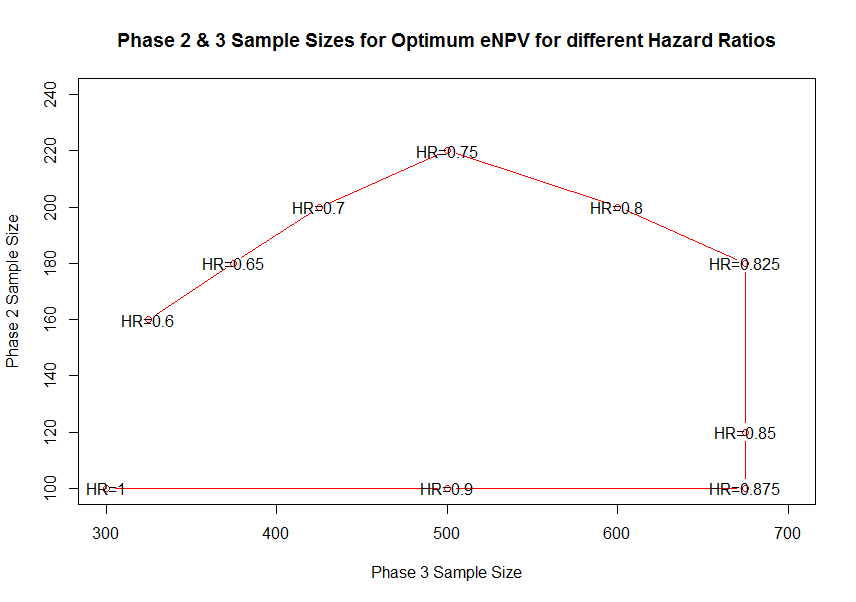 Phase 2 & 3 Sample Sizes for Optimum eNPV for different Hazard Ratios
Phase 2 Sample Size
240
220
200
180
160
140
120
100
HR=0.75
HR=0.7
HR=0.8
HR=0.65
HR=0.825
HR=0.6
HR=0.85
HR=1
HR=0.9
HR=0.875
300 400 500 600 700
Phase 3 Sample Size